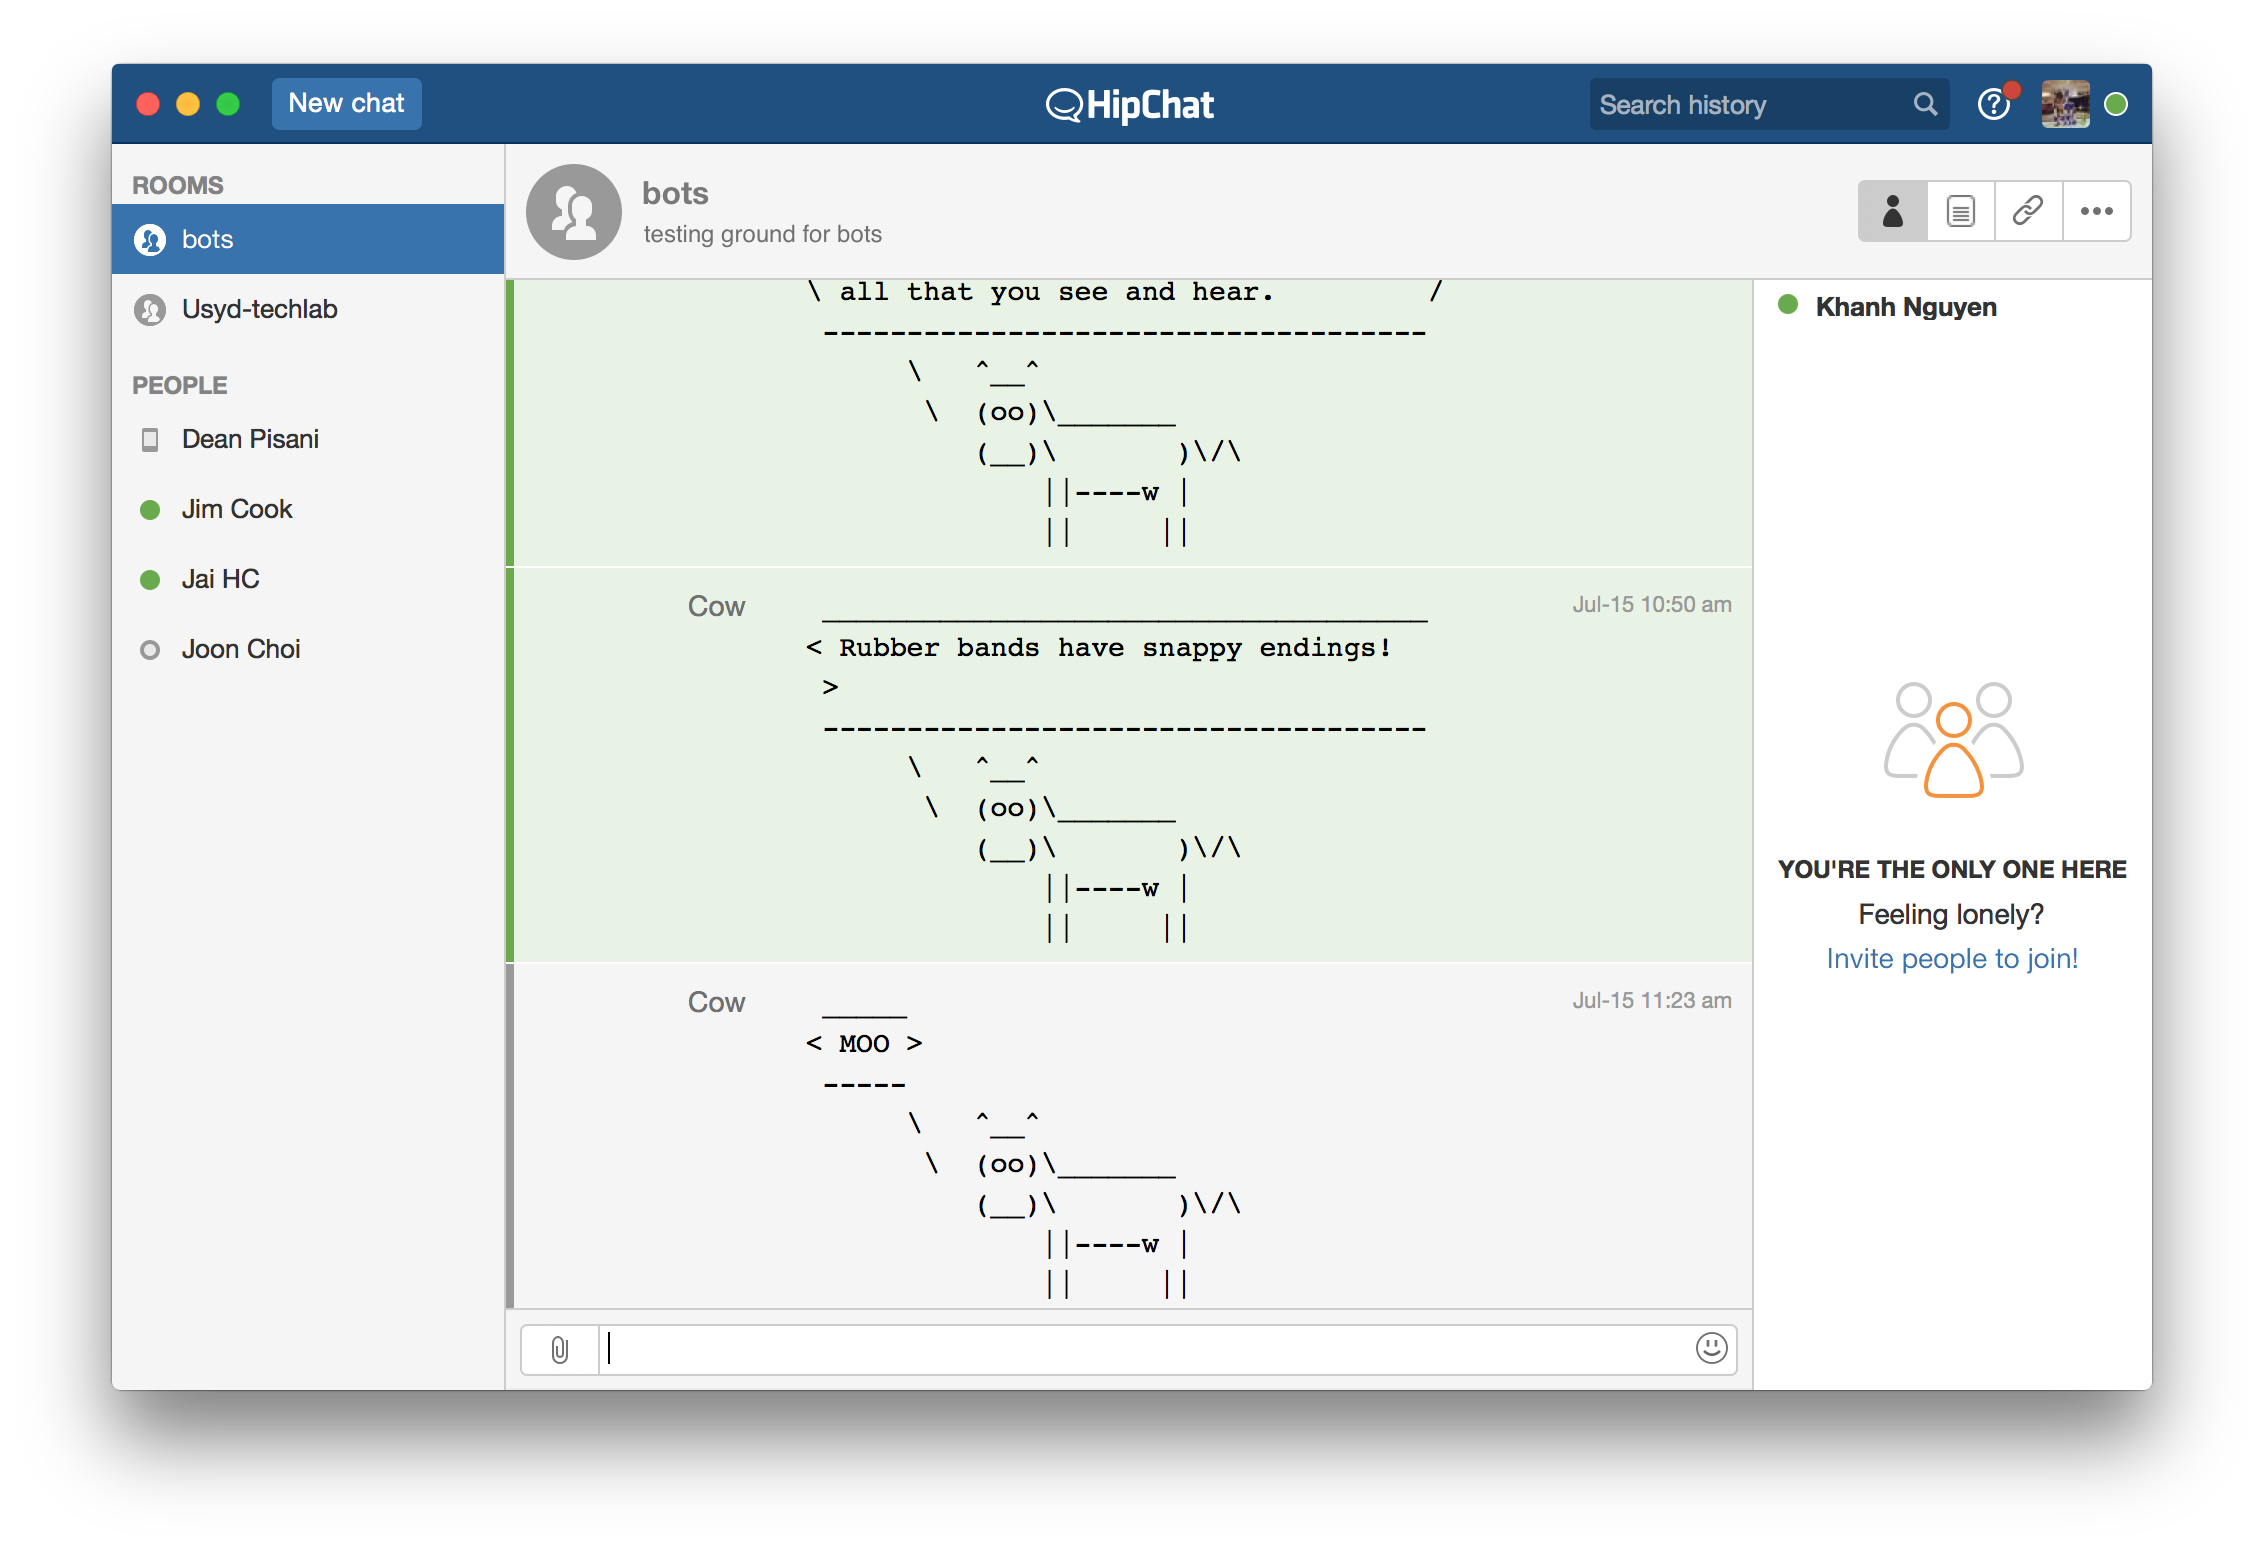 New chat
HipChat
Search history
ROOMS
bots
Usyd-techlab
PEOPLE
Dean Pisani
Jim Cook
Jai HC
Joon Choi
bots
testing ground for bots
\ all that you see and hear.         /
 ------------------------------------
      \   ^__^
       \  (oo)\_______
          (__)\       )\/\
              ||----w |
              ||     ||
Cow
Jul-15 10:50 am
 ____________________________________
< Rubber bands have snappy endings!
 >
 ------------------------------------
      \   ^__^
       \  (oo)\_______
          (__)\       )\/\
              ||----w |
              ||     ||
Cow
Jul-15 11:23 am
 _____
< MOO >
 -----
      \   ^__^
       \  (oo)\_______
          (__)\       )\/\
              ||----w |
              ||     ||
Khanh Nguyen
YOU'RE THE ONLY ONE HERE
Feeling lonely?
Invite people to join!